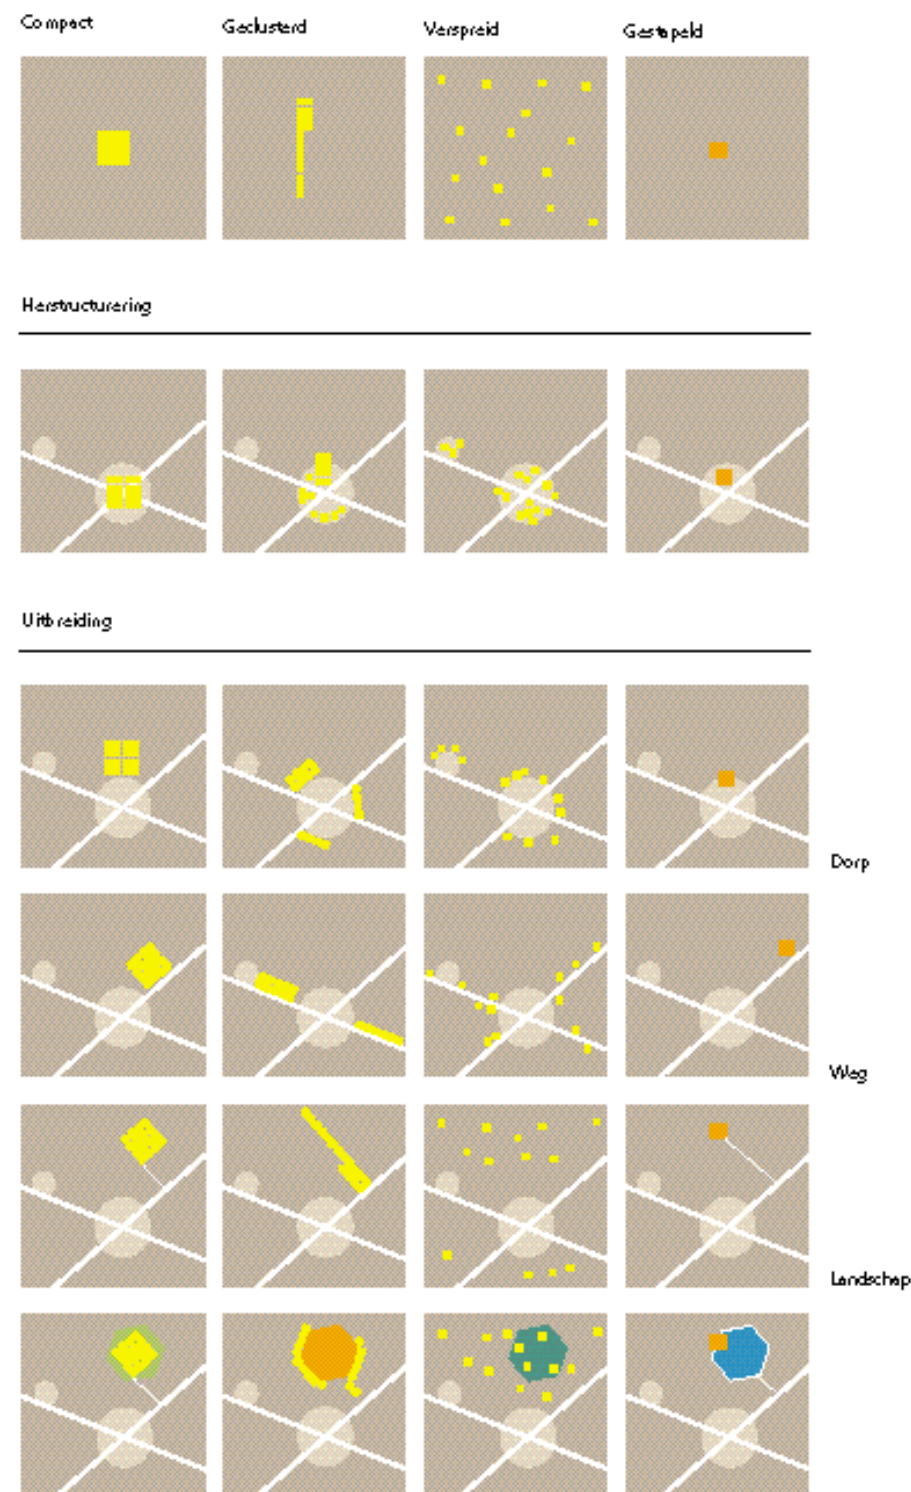 Compact
Geclusterd
Verspreid
Gestapeld
Herstructurering
Uitbreiding
Dorp
Weg
Landschap